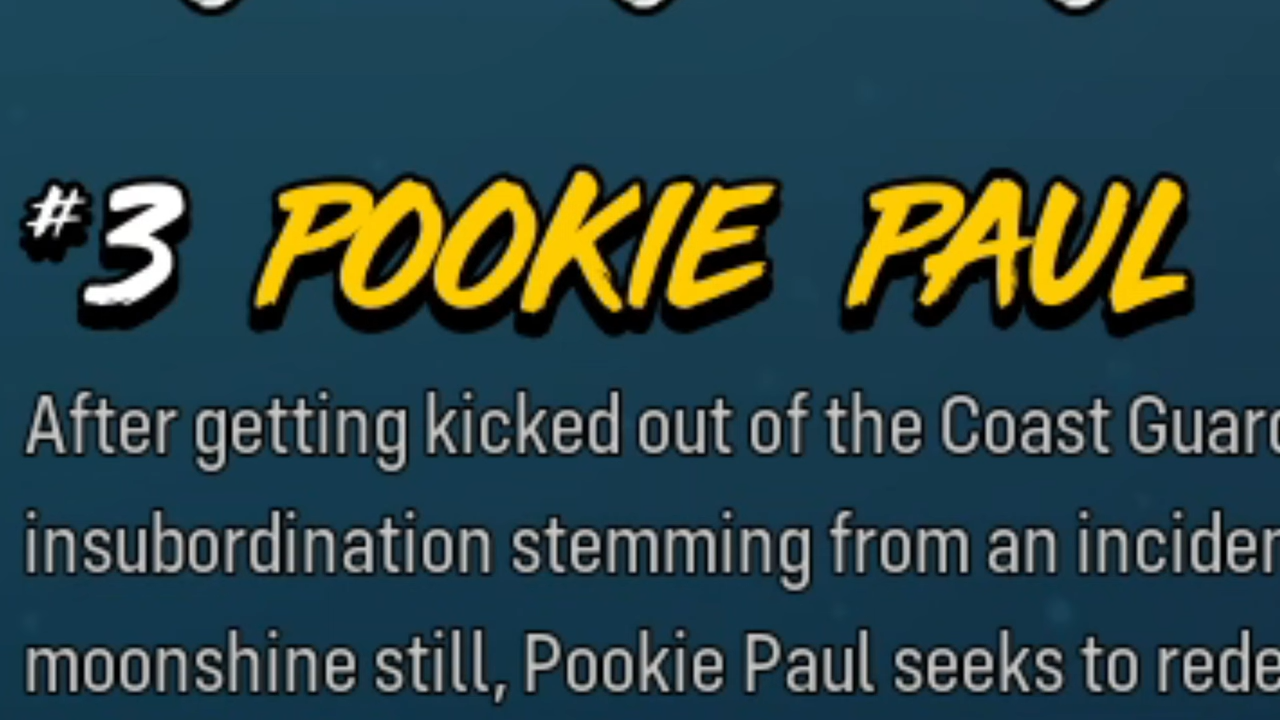 #3 POOKIE PAUL
After getting kicked out of the Coast Guard
insubordination stemming from an
moonshine still, Pookie Paul seeks to